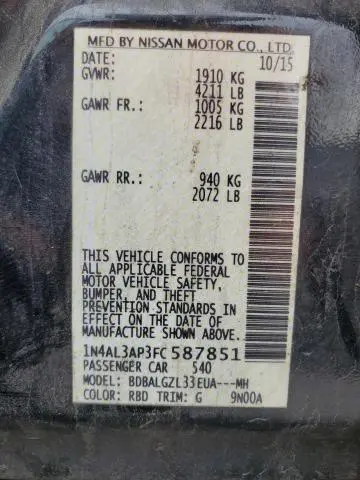 MFD BY NISSAN MOTOR CO., LTD.
DATE: 10/15
GVWR: 1910 KG
4211 LB
GAWR FR.: 1005 KG
2216 LB
GAWR RR.: 940 KG
2072 LB
THIS VEHICLE CONFORMS TO
ALL APPLICABLE FEDERAL
MOTOR VEHICLE SAFETY,
BUMPER, AND THEFT
PREVENTION STANDARDS IN
EFFECT ON THE DATE OF
MANUFACTURE SHOWN ABOVE.
1N4AL3AP3FC587851
PASSENGER CAR 540
MODEL: BDBALGZL33EUA---MH
COLOR: RBD TRIM: G 9N00A